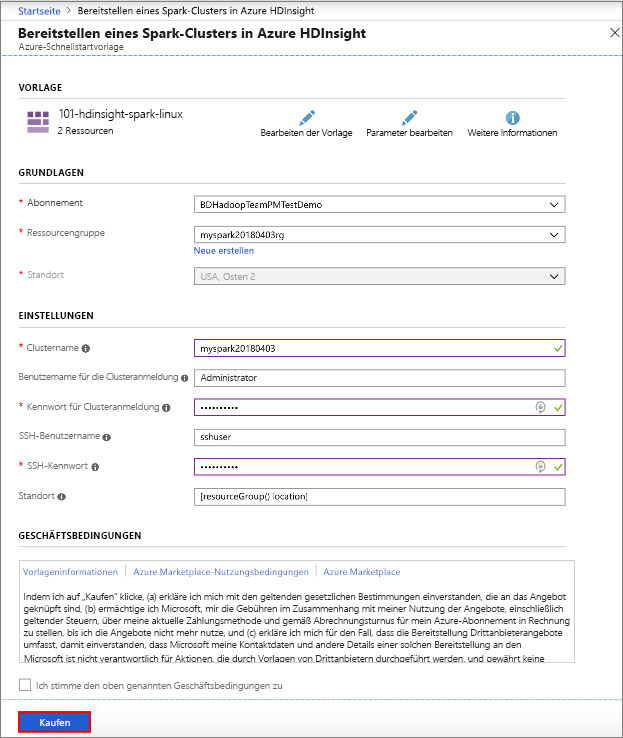 Startseite > Bereitstellen eines Spark-Clusters in Azure HDInsight
Bereitstellen eines Spark-Clusters in Azure HDInsight
Azure-Schnellstartvorlage
VORLAGE
101-hdinsight-spark-linux
2 Ressourcen
Bearbeiten der Vorlage
Parameter bearbeiten
Weitere Informationen
GRUNDLAGEN
* Abonnement
BDHadoopTeamPMTestDemo
* Ressourcengruppe
myspark20180403rg
Neue erstellen
* Standort
USA, Osten 2
EINSTELLUNGEN
* Clustername
myspark20180403
Benutzername für die Clusteranmeldung
Administrator
* Kennwort für Clusteranmeldung
••••••••••
SSH-Benutzername
sshuser
* SSH-Kennwort
••••••••••
Standort
[resourceGroup() location]
GESCHÄFTSBEDINGUNGEN
Vorlageninformationen | Azure Marketplace-Nutzungsbedingungen | Azure Marketplace
Indem ich auf „Kaufen“ klicke, (a) erkläre ich mich mit den geltenden gesetzlichen Bestimmungen einverstanden, die an das Angebot
geknüpft sind, (b) ermächtige ich Microsoft, mir die Gebühren im Zusammenhang mit meiner Nutzung der Angebote, einschließlich
geltender Steuern, über meine aktuelle Zahlungsmethode und gemäß Abrechnungsturnus für mein Azure-Abonnement in Rechnung
zu stellen, bis ich die Angebote nicht mehr nutze, und (c) erkläre ich mich für den Fall, dass die Bereitstellung Drittanbieterangebote
umfasst, damit einverstanden, dass Microsoft meine Kontaktdaten und andere Details einer solchen Bereitstellung an den
Microsoft ist nicht verantwortlich für Aktionen, die durch Vorlagen von Drittanbietern durchgeführt werden, und gewährt keine
Ich stimme den oben genannten Geschäftsbedingungen zu
Kaufen